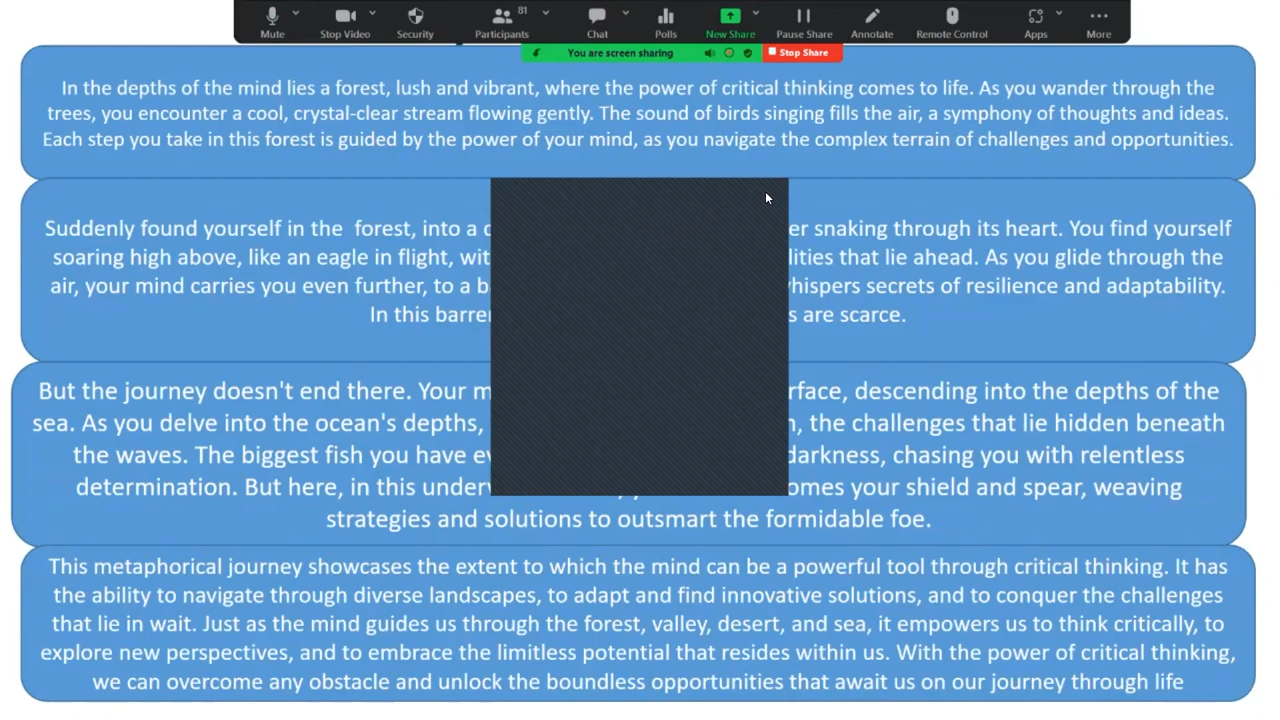 81
Mute Stop Video Security Participants Chat Polls New Share Pause Share Annotate Remote Control Apps More
You are screen sharing Stop Share
In the depths of the mind lies a forest, lush and vibrant, where the power of critical thinking comes to life. As you wander through the
trees, you encounter a cool, crystal-clear stream flowing gently. The sound of birds singing fills the air, a symphony of thoughts and ideas.
Each step you take in this forest is guided by the power of your mind, as you navigate the complex terrain of challenges and opportunities.
Suddenly found yourself in the forest, into a snaking through its heart. You find yourself
soaring high above, like an eagle in flight, that lie ahead. As you glide through the
air, your mind carries you even further, to a secrets of resilience and adaptability.
In this are scarce.
But the journey doesn't end there. Your descending into the depths of the
sea. As you delve into the ocean's depths, the challenges that lie hidden beneath
the waves. The biggest fish you have darkness, chasing you with relentless
determination. But here, in this your shield and spear, weaving
strategies and solutions to outsmart the formidable foe.
This metaphorical journey showcases the extent to which the mind can be a powerful tool through critical thinking. It has
the ability to navigate through diverse landscapes, to adapt and find innovative solutions, and to conquer the challenges
that lie in wait. Just as the mind guides us through the forest, valley, desert, and sea, it empowers us to think critically, to
explore new perspectives, and to embrace the limitless potential that resides within us. With the power of critical thinking,
we can overcome any obstacle and unlock the boundless opportunities that await us on our journey through life